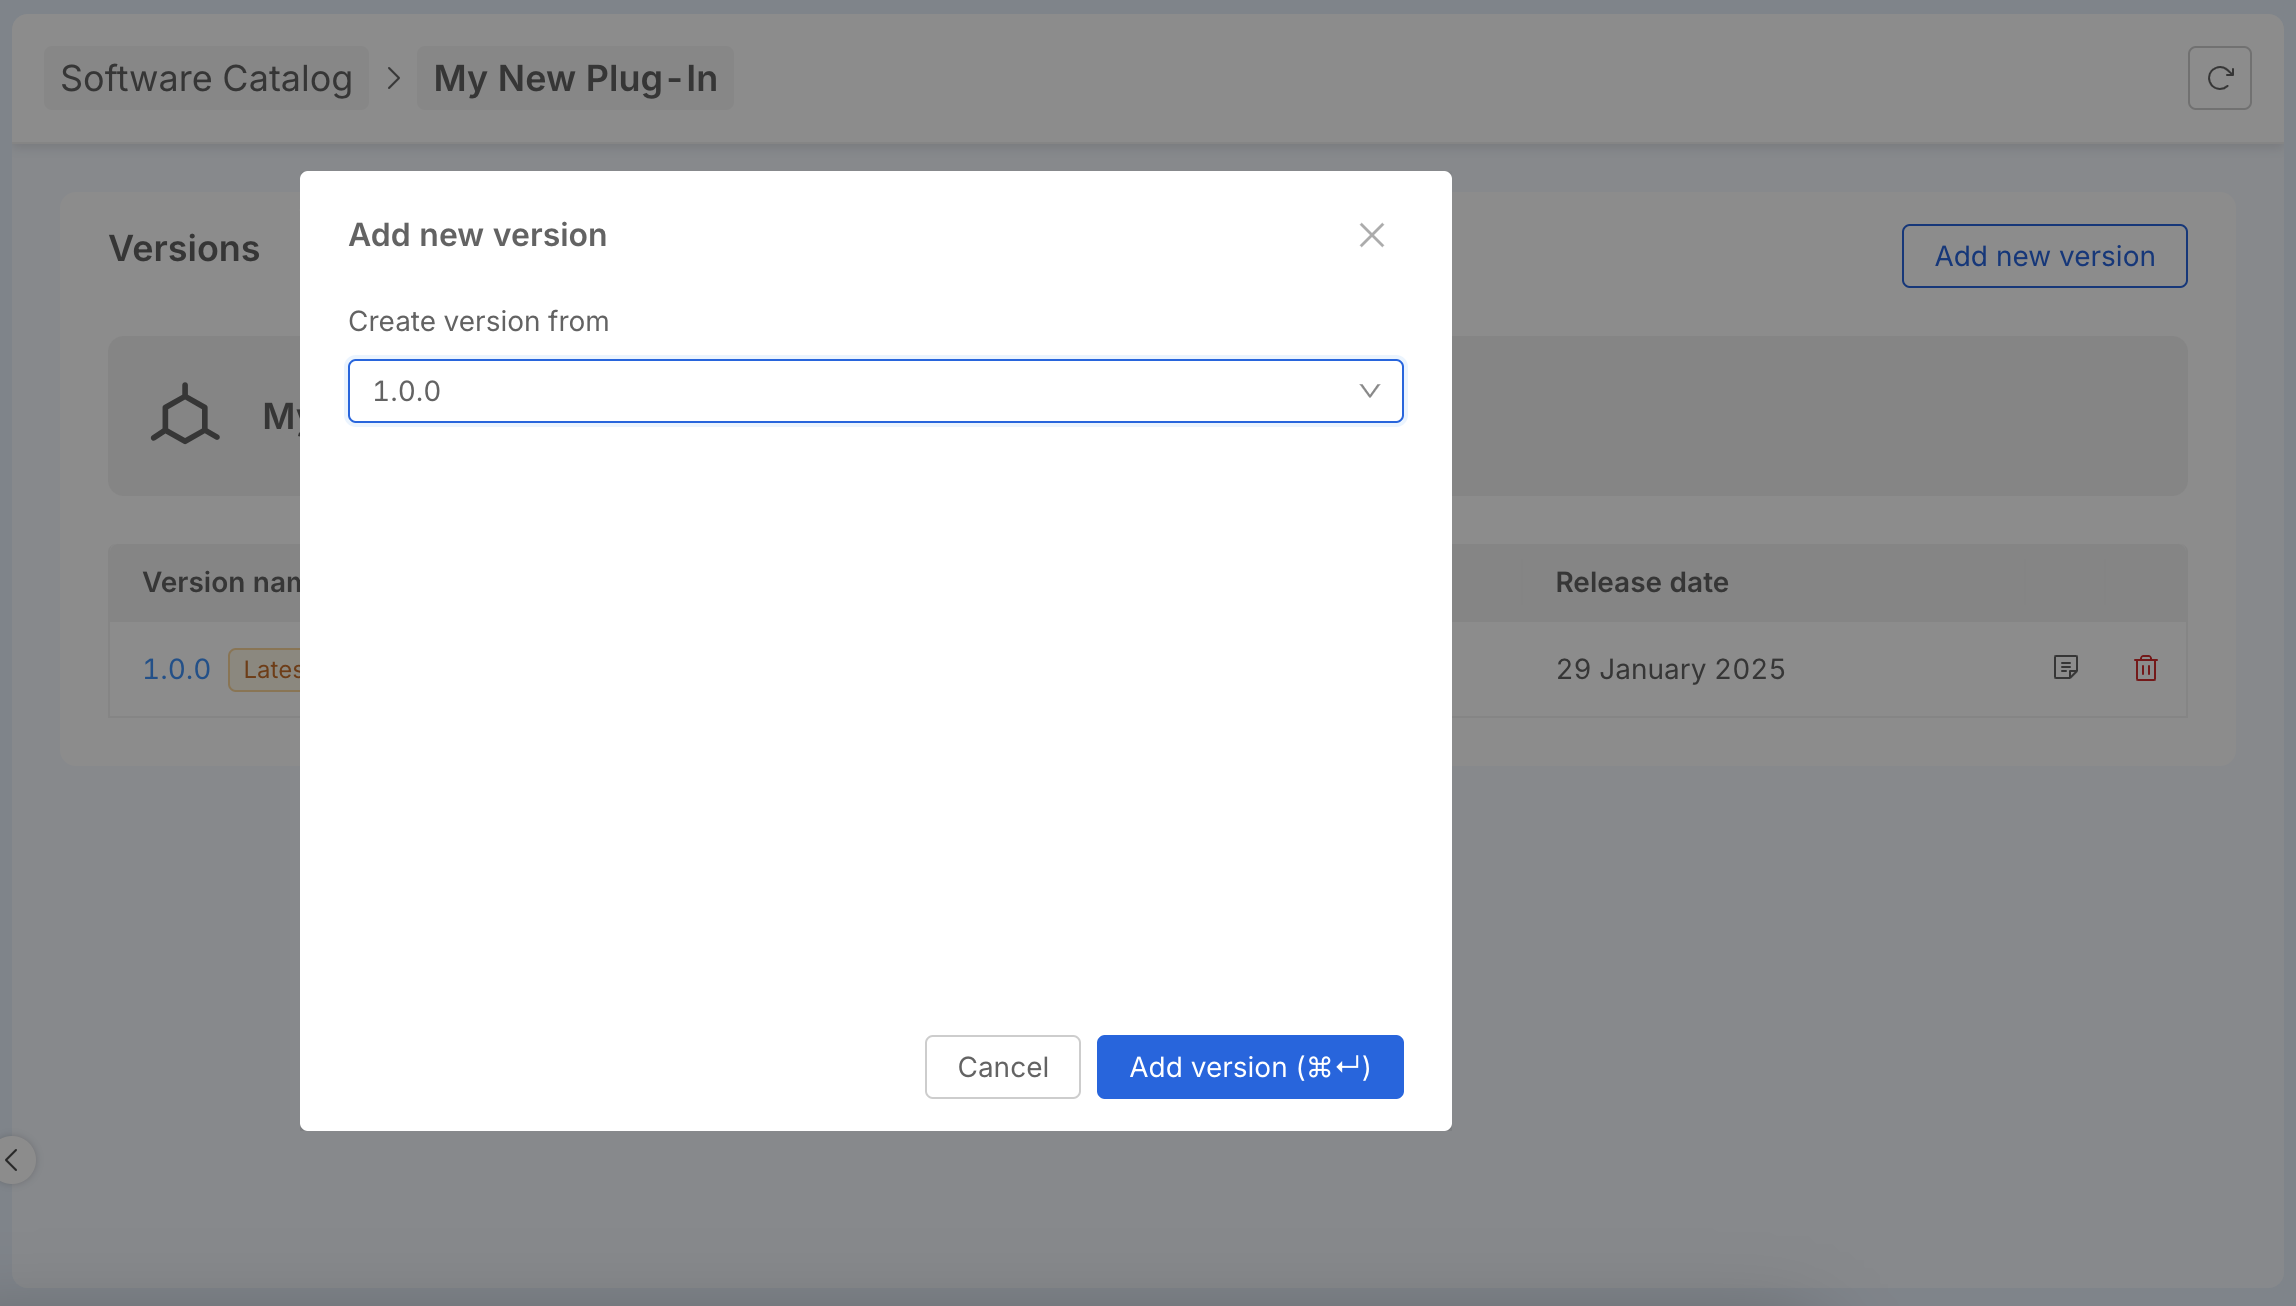 Software Catalog > My New Plug-In
Add new version
Versions
Add new version
Create version from
1.0.0
My
Version nam
Release date
1.0.0
Lates
29 January 2025
Cancel
Add version (⌘↵)